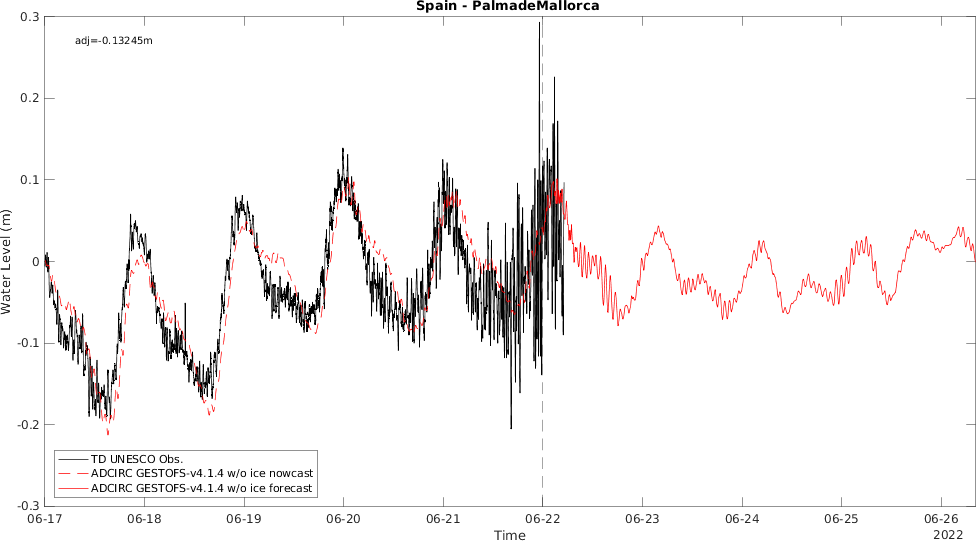 Spain - PalmadeMallorca
adj=-0.13245m
0.3
0.2
0.1
0
-0.1
-0.2
-0.3
Water Level (m)
TD UNESCO Obs.
ADCIRC GESTOFS-v4.1.4 w/o ice nowcast
ADCIRC GESTOFS-v4.1.4 w/o ice forecast
06-17 06-18 06-19 06-20 06-21 06-22 06-23 06-24 06-25 06-26
Time
2022